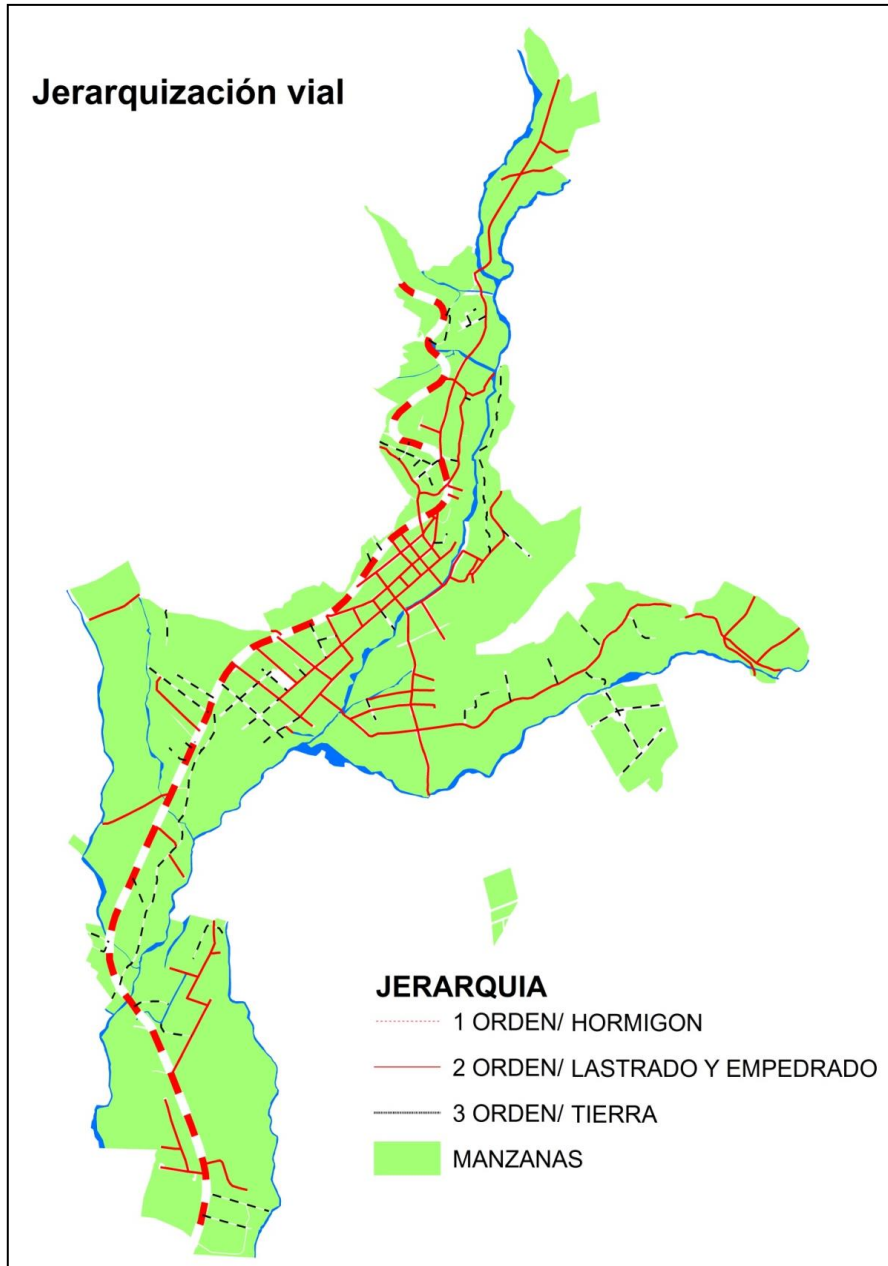 Jerarquización vial
JERARQUIA
1 ORDEN/ HORMIGON
2 ORDEN/ LASTRADO Y EMPEDRADO
3 ORDEN/ TIERRA
MANZANAS